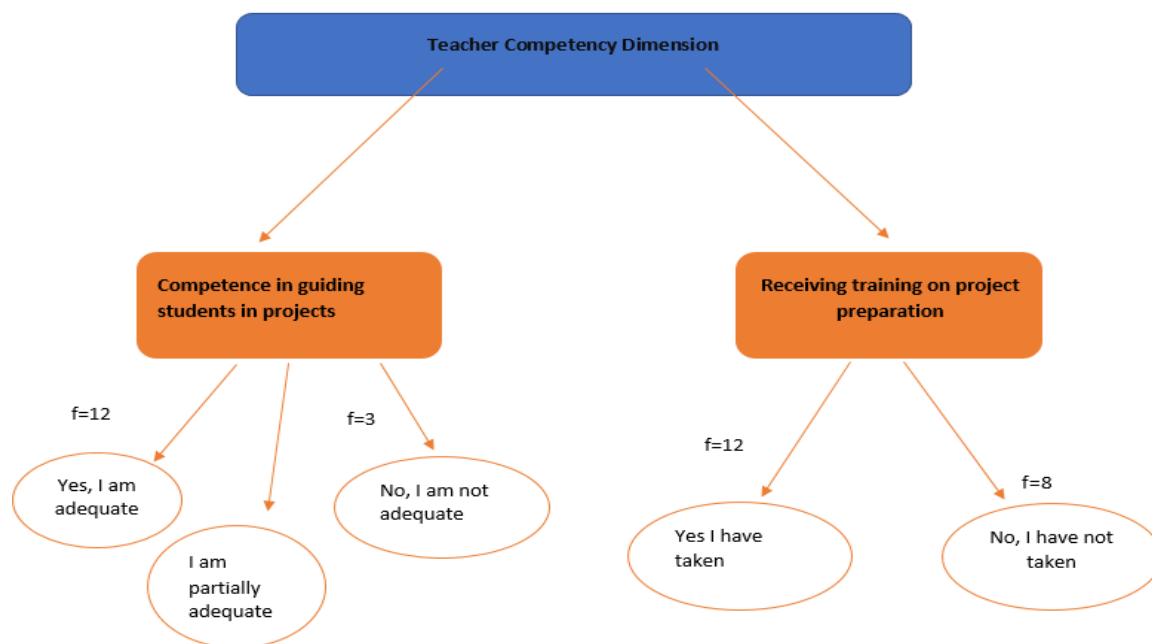 Teacher Competency Dimension
Competence in guiding
students in projects
Receiving training on project
preparation
f=12
f=3
f=12
f=8
Yes, I am
adequate
I am
partially
adequate
No, I am not
adequate
Yes I have
taken
No, I have not
taken